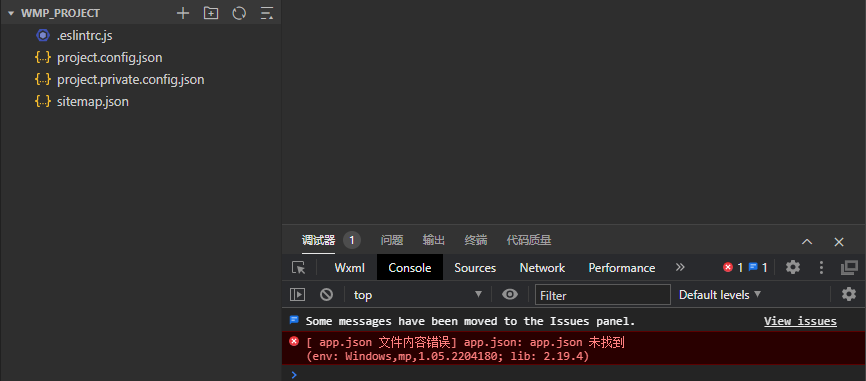 WMP_PROJECT
.eslintrc.js
{..} project.config.json
{..} project.private.config.json
{..} sitemap.json
调试器 1 问题 输出 终端 代码质量
Wxml Console Sources Network Performance » 1 1
top Filter Default levels
Some messages have been moved to the Issues panel. View issues
[ app.json 文件内容错误] app.json: app.json 未找到
(env: Windows,mp,1.05.2204180; lib: 2.19.4)